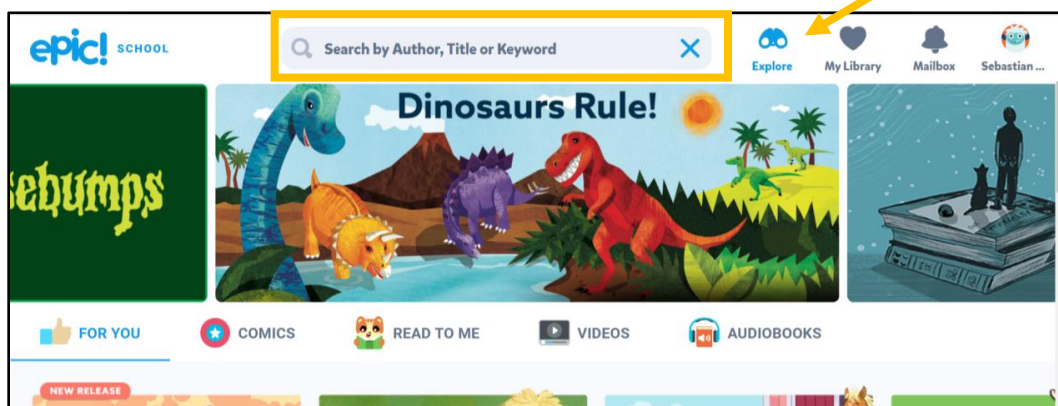 epic! SCHOOL
Search by Author, Title or Keyword
Explore
My Library
Mailbox
Sebastian ...
Dinosaurs Rule!
ebumps
FOR YOU
COMICS
READ TO ME
VIDEOS
AUDIOBOOKS
NEW RELEASE